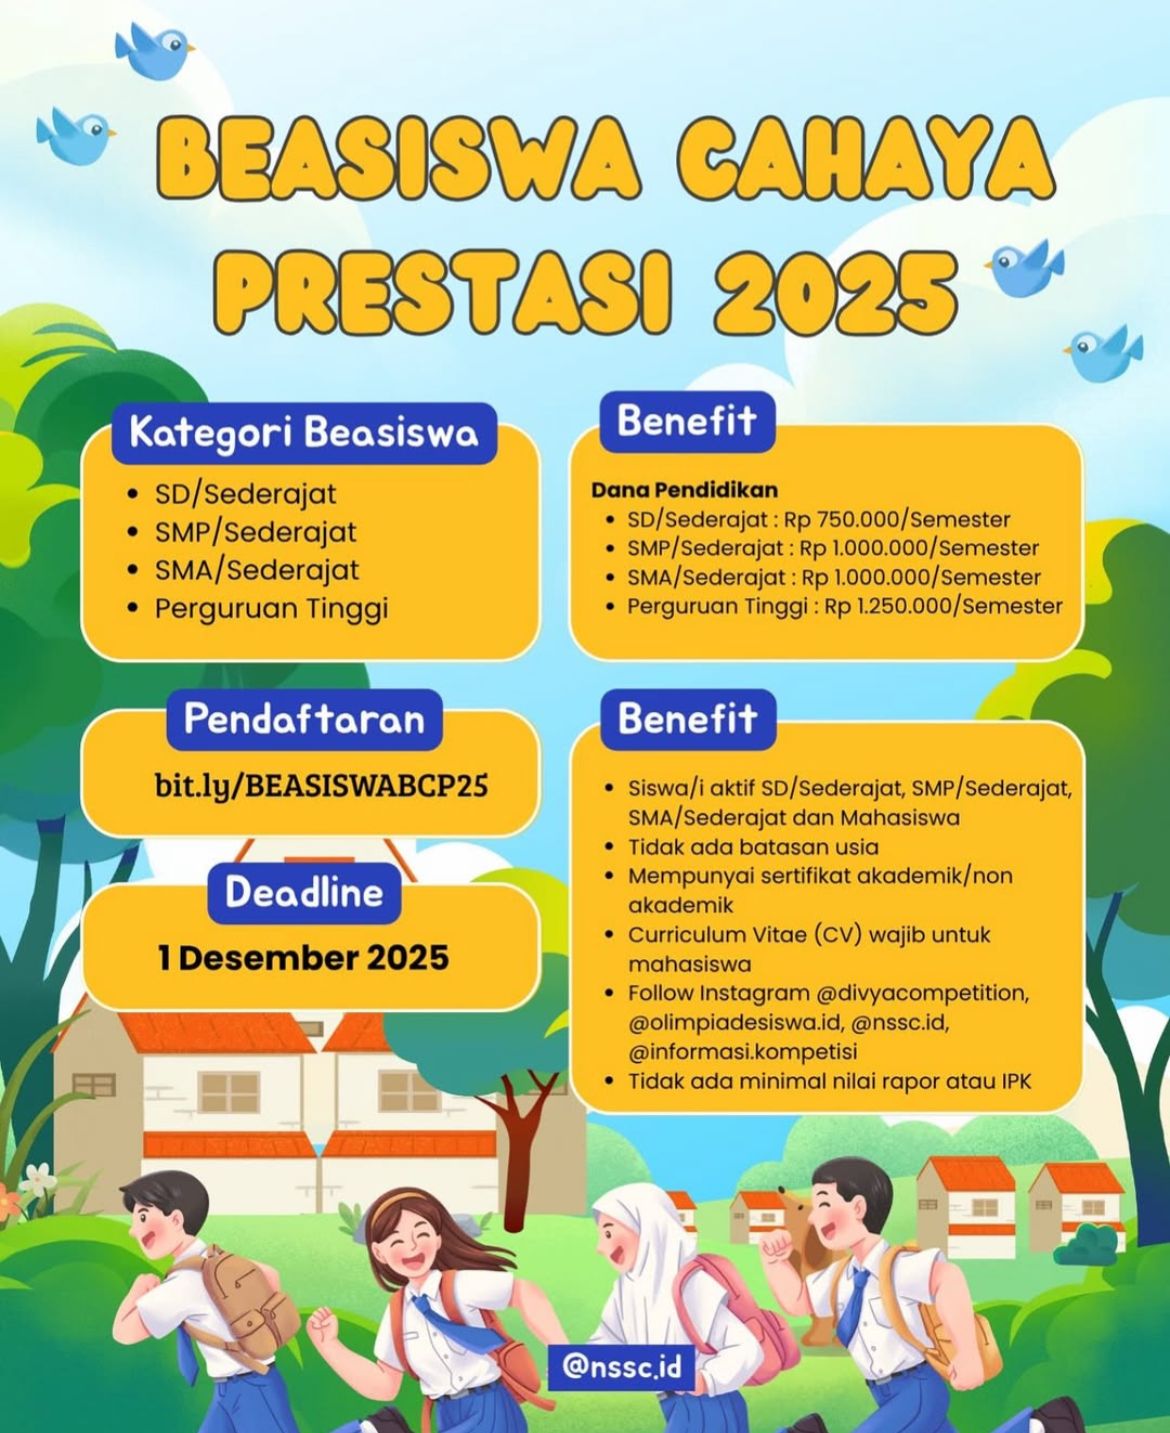 BEASISWA CAHAYA
PRESTASI 2025
Kategori Beasiswa
• SD/Sederajat
• SMP/Sederajat
• SMA/Sederajat
• Perguruan Tinggi
Benefit
Dana Pendidikan
• SD/Sederajat : Rp 750.000/Semester
• SMP/Sederajat : Rp 1.000.000/Semester
• SMA/Sederajat : Rp 1.000.000/Semester
• Perguruan Tinggi : Rp 1.250.000/Semester
Pendaftaran
bit.ly/BEASISWABCP25
Deadline
1 Desember 2025
Benefit
• Siswa/i aktif SD/Sederajat, SMP/Sederajat,
SMA/Sederajat dan Mahasiswa
• Tidak ada batasan usia
• Mempunyai sertifikat akademik/non
akademik
• Curriculum Vitae (CV) wajib untuk
mahasiswa
• Follow Instagram @divyacompetition,
@olimpiadesiswa.id, @nssc.id,
@informasi.kompetisi
• Tidak ada minimal nilai rapor atau IPK
@nssc.id